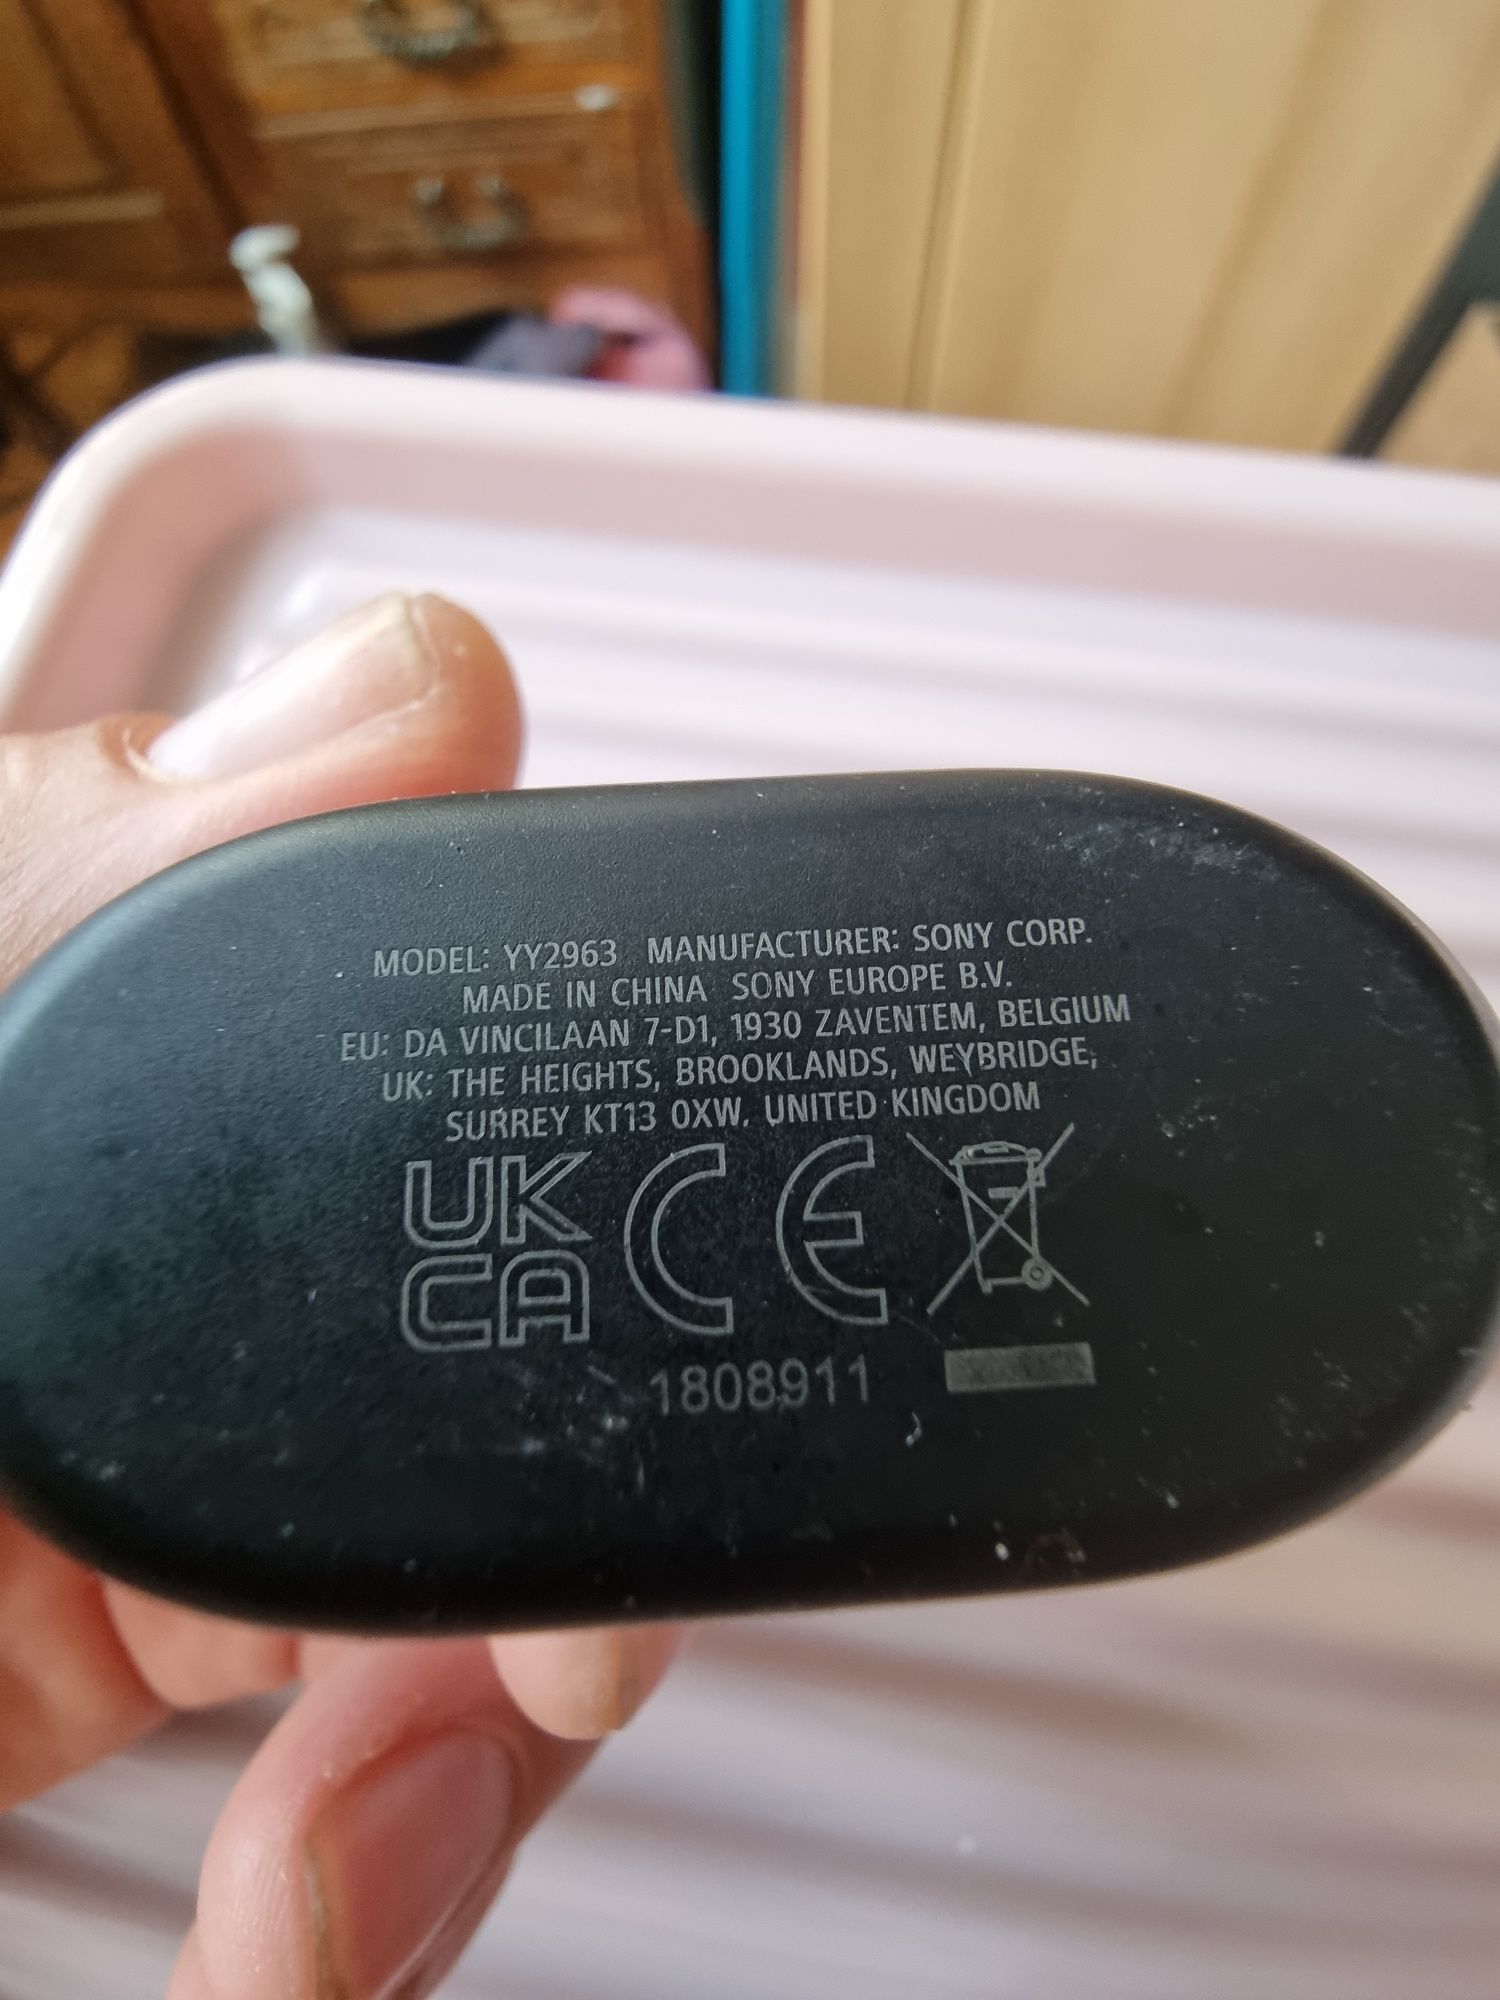 MODEL: YY2963 MANUFACTURER: SONY CORP.
MADE IN CHINA SONY EUROPE B.V.
EU: DA VINCILAAN 7-D1, 1930 ZAVENTEM, BELGIUM
UK: THE HEIGHTS, BROOKLANDS, WEYBRIDGE,
SURREY KT13 0XW. UNITED KINGDOM
UK
CA
CE
1808911